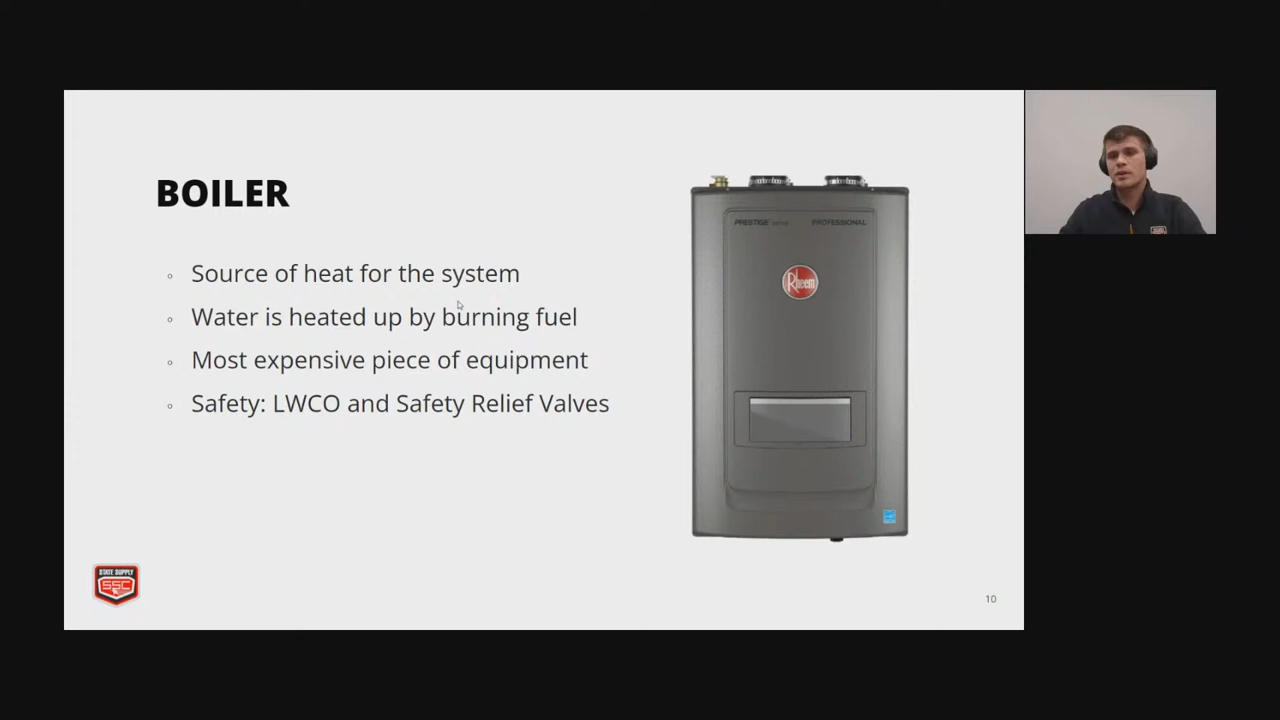 BOILER
Source of heat for the system
Water is heated up by burning fuel
Most expensive piece of equipment
Safety: LWCO and Safety Relief Valves
PRESTIGE SERIES
PROFESSIONAL
Rheem
STATE SUPPLY
SSC
10